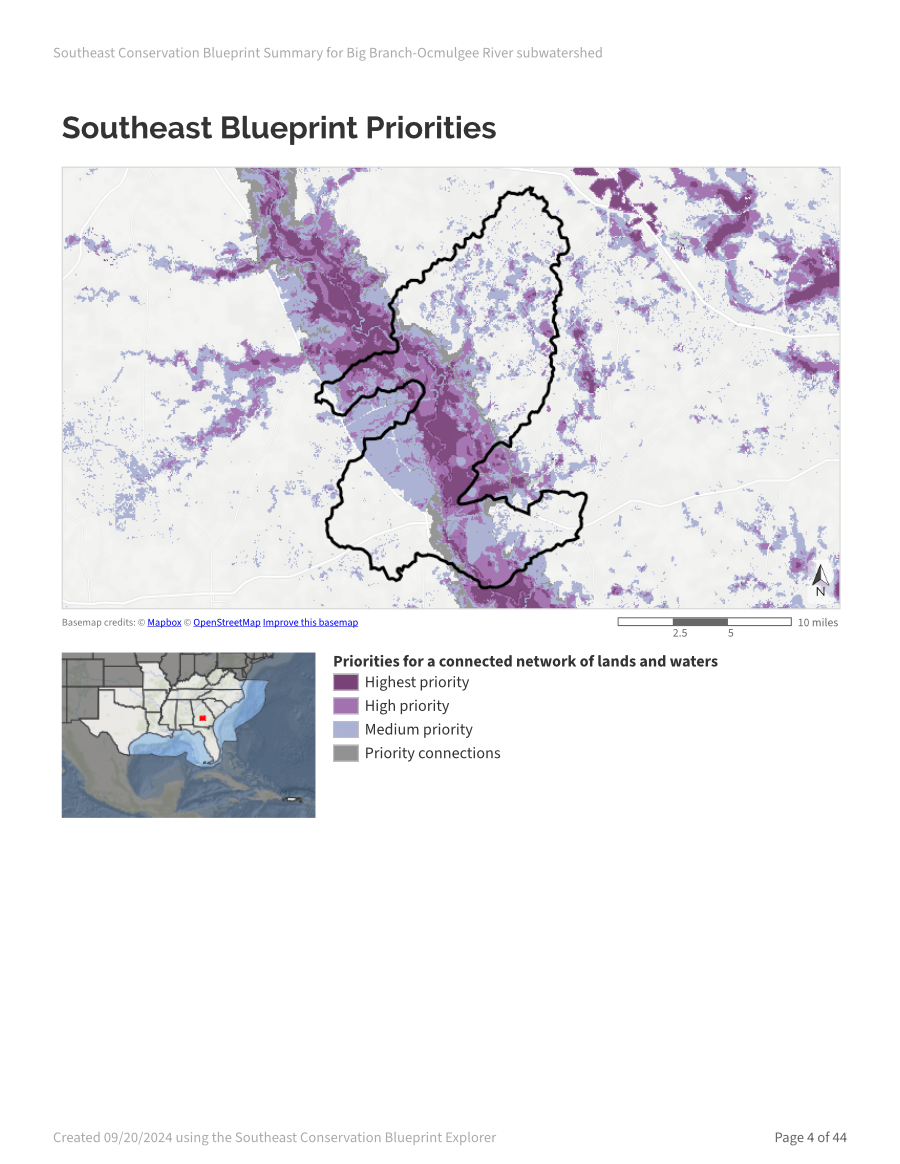 Southeast Conservation Blueprint Summary for Big Branch-Ocmulgee River subwatershed
Southeast Blueprint Priorities
N
Basemap credits: © Mapbox © OpenStreetMap Improve this basemap
10 miles
2.5 5
Priorities for a connected network of lands and waters
Highest priority
High priority
Medium priority
Priority connections
Created 09/20/2024 using the Southeast Conservation Blueprint Explorer
Page 4 of 44